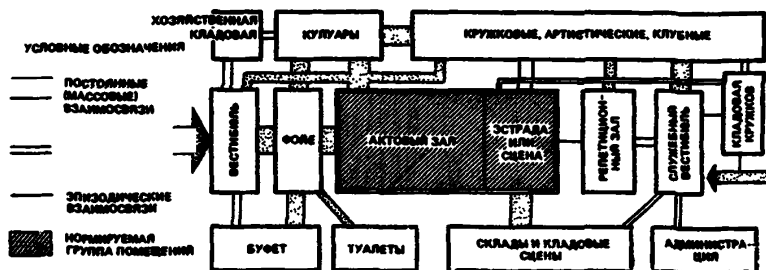 ХОЗЯЙСТВЕННАЯ
КЛАДОВАЯ
КУЛУАРЫ
КРУЖКОВЫЕ, АРТИСТИЧЕСКИЕ, КЛУБНЫЕ
УСЛОВНЫЕ ОБОЗНАЧЕНИЯ
ПОСТОЯННЫЕ
(МАССОВЫЕ)
ВЗАИМОСВЯЗИ
ЭПИЗОДИЧЕСКИЕ
ВЗАИМОСВЯЗИ
НОРМИРУЕМАЯ
ГРУППА ПОМЕЩЕНИЙ
ВЕСТИБЮЛЬ
ФОЙЕ
АКТОВЫЙ ЗАЛ
ЭСТРАДА
ИЛИ
СЦЕНА
РЕПЕТИЦИОН-
НЫЙ ЗАЛ
СЛУЖЕБНЫЙ
ВЕСТИБЮЛЬ
КЛАДОВАЯ
КРУЖКОВ
БУФЕТ
ТУАЛЕТЫ
СКЛАДЫ И КЛАДОВЫЕ
СЦЕНЫ
АДМИНИСТРА-
ЦИЯ